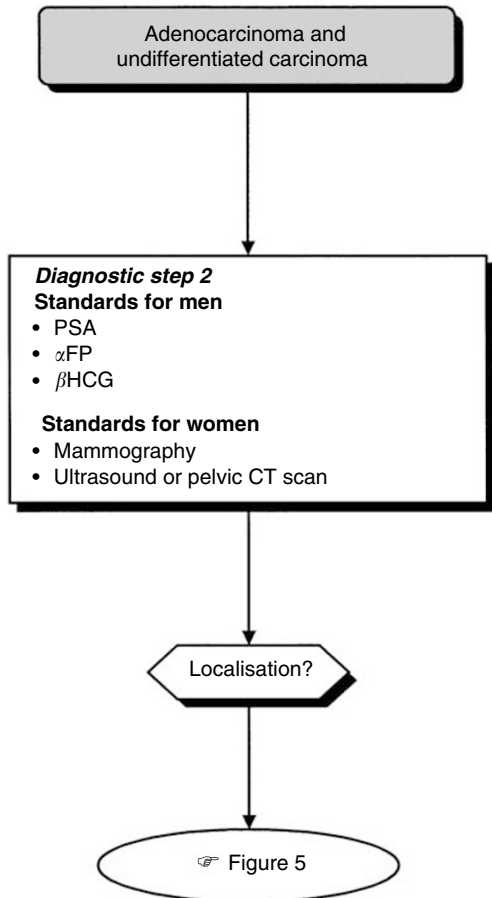 Adenocarcinoma and
undifferentiated carcinoma
Diagnostic step 2
Standards for men
• PSA
• αFP
• βHCG
Standards for women
• Mammography
• Ultrasound or pelvic CT scan
Localisation?
☞ Figure 5